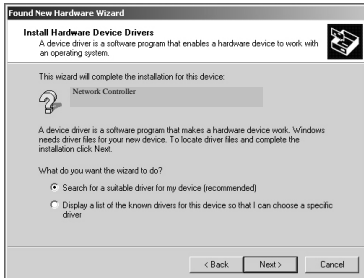 Found New Hardware Wizard
Install Hardware Device Drivers
A device driver is a software program that enables a hardware device to work with
an operating system.
This wizard will complete the installation for this device:
Network Controller
A device driver is a software program that makes a hardware device work. Windows
needs driver files for your new device. To locate driver files and complete the
installation click Next.
What do you want the wizard to do?
Search for a suitable driver for my device (recommended)
Display a list of the known drivers for this device so that I can choose a specific
driver
< Back Next > Cancel